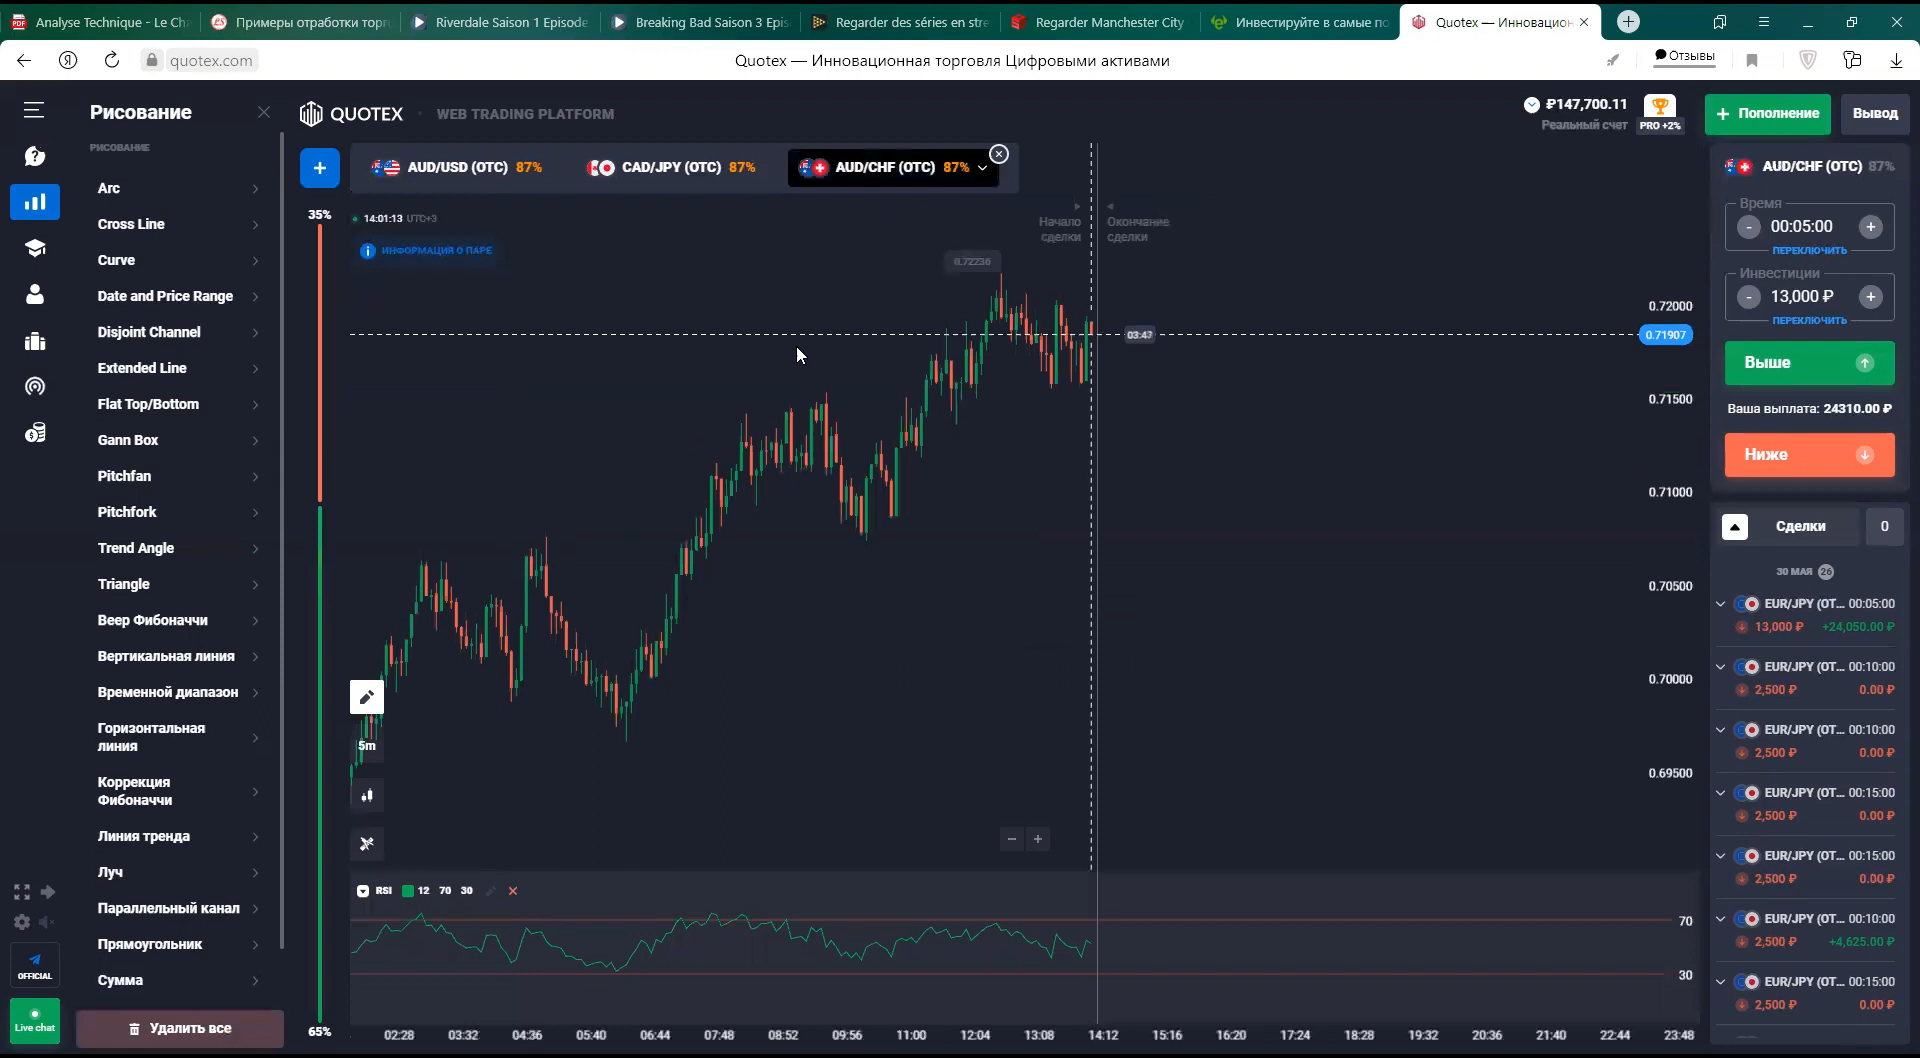 Analyse Technique - Le Cha
Примеры отработки торг
Riverdale Saison 1 Episode
Breaking Bad Saison 3 Epis
Regarder des séries en stre
Regarder Manchester City
Инвестируйте в самые по
Quotex — Инновацион
quotex.com
Quotex — Инновационная торговля Цифровыми активами
Отзывы
Рисование
QUOTEX
WEB TRADING PLATFORM
₽147,700.11
Реальный счет
PRO +2%
Пополнение
Вывод
РИСОВАНИЕ
Arc
Cross Line
Curve
Date and Price Range
Disjoint Channel
Extended Line
Flat Top/Bottom
Gann Box
Pitchfan
Pitchfork
Trend Angle
Triangle
Веер Фибоначчи
Вертикальная линия
Временной диапазон
Горизонтальная
линия
Коррекция
Фибоначчи
Линия тренда
Луч
Параллельный канал
Прямоугольник
Сумма
Удалить все
OFFICIAL
Live chat
AUD/USD (OTC) 87%
CAD/JPY (OTC) 87%
AUD/CHF (OTC) 87%
35%
14:01:13 UTC+3
ИНФОРМАЦИЯ О ПАРЕ
Начало
сделки
Окончание
сделки
0.72236
03:47
0.72000
0.71907
0.71500
0.71000
0.70500
0.70000
0.69500
5m
RSI 12 70 30
70
30
65%
02:28 03:32 04:36 05:40 06:44 07:48 08:52 09:56 11:00 12:04 13:08 14:12 15:16 16:20 17:24 18:28 19:32 20:36 21:40 22:44 23:48
AUD/CHF (OTC) 87%
Время
- 00:05:00 +
ПЕРЕКЛЮЧИТЬ
Инвестиции
- 13,000 ₽ +
ПЕРЕКЛЮЧИТЬ
Выше
Ваша выплата: 24310.00 ₽
Ниже
Сделки 0
30 МАЯ 26
EUR/JPY (OT... 00:05:00
13,000 ₽ +24,050.00 ₽
EUR/JPY (OT... 00:10:00
2,500 ₽ 0.00 ₽
EUR/JPY (OT... 00:10:00
2,500 ₽ 0.00 ₽
EUR/JPY (OT... 00:15:00
2,500 ₽ 0.00 ₽
EUR/JPY (OT... 00:15:00
2,500 ₽ 0.00 ₽
EUR/JPY (OT... 00:10:00
2,500 ₽ +4,625.00 ₽
EUR/JPY (OT... 00:15:00
2,500 ₽ 0.00 ₽